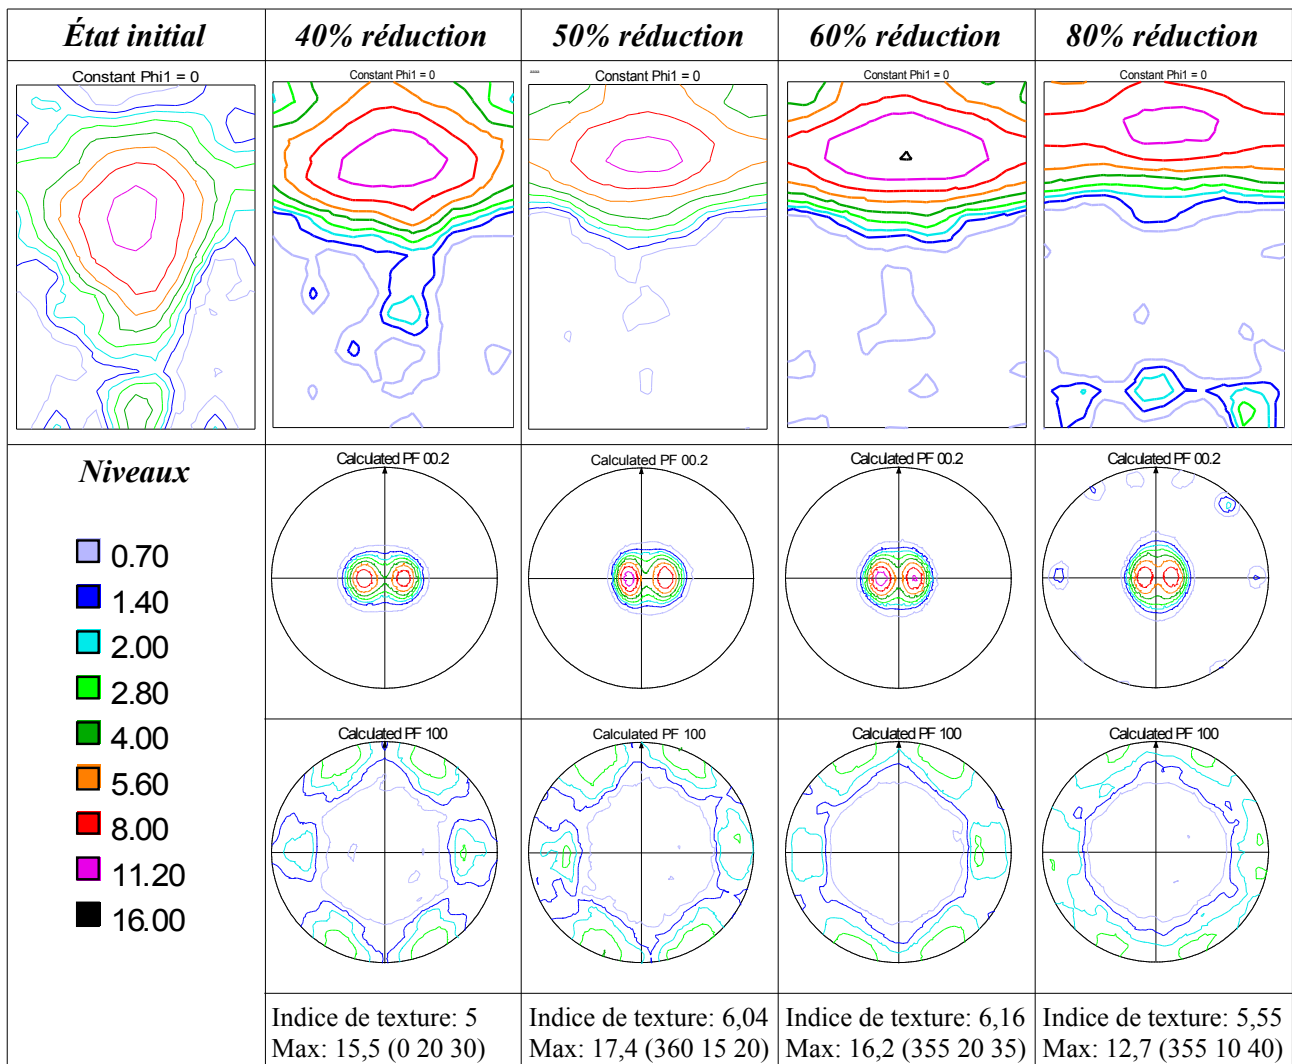 État initial
40% réduction
50% réduction
60% réduction
80% réduction
Constant Phi1 = 0
Constant Phi1 = 0
Constant Phi1 = 0
Constant Phi1 = 0
Constant Phi1 = 0
Niveaux
0.70
1.40
2.00
2.80
4.00
5.60
8.00
11.20
16.00
Calculated PF 00.2
Calculated PF 00.2
Calculated PF 00.2
Calculated PF 00.2
Calculated PF 100
Calculated PF 100
Calculated PF 100
Calculated PF 100
Indice de texture: 5
Max: 15,5 (0 20 30)
Indice de texture: 6,04
Max: 17,4 (360 15 20)
Indice de texture: 6,16
Max: 16,2 (355 20 35)
Indice de texture: 5,55
Max: 12,7 (355 10 40)